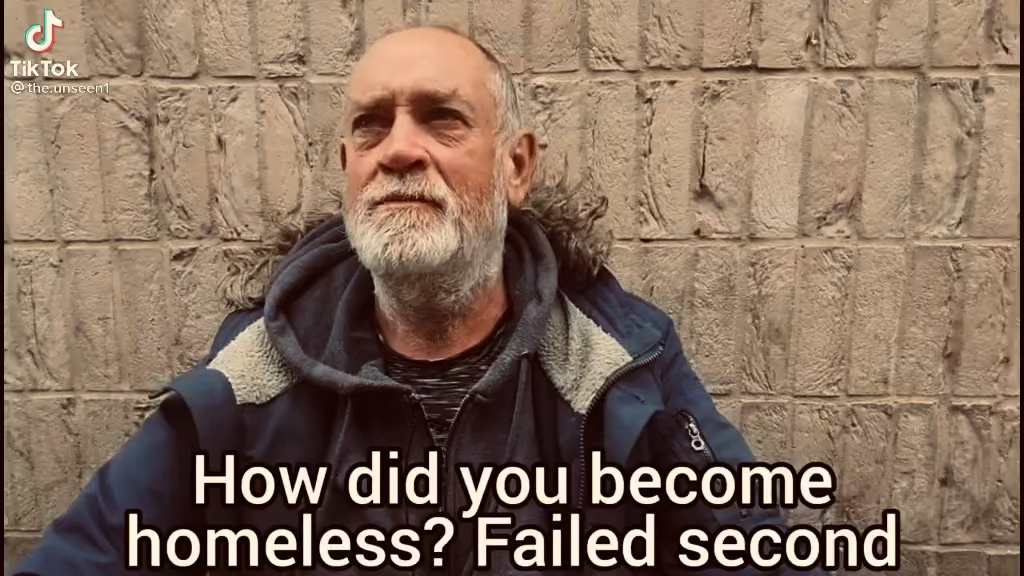 TikTok
@the.unseen1
How did you become
homeless? Failed second